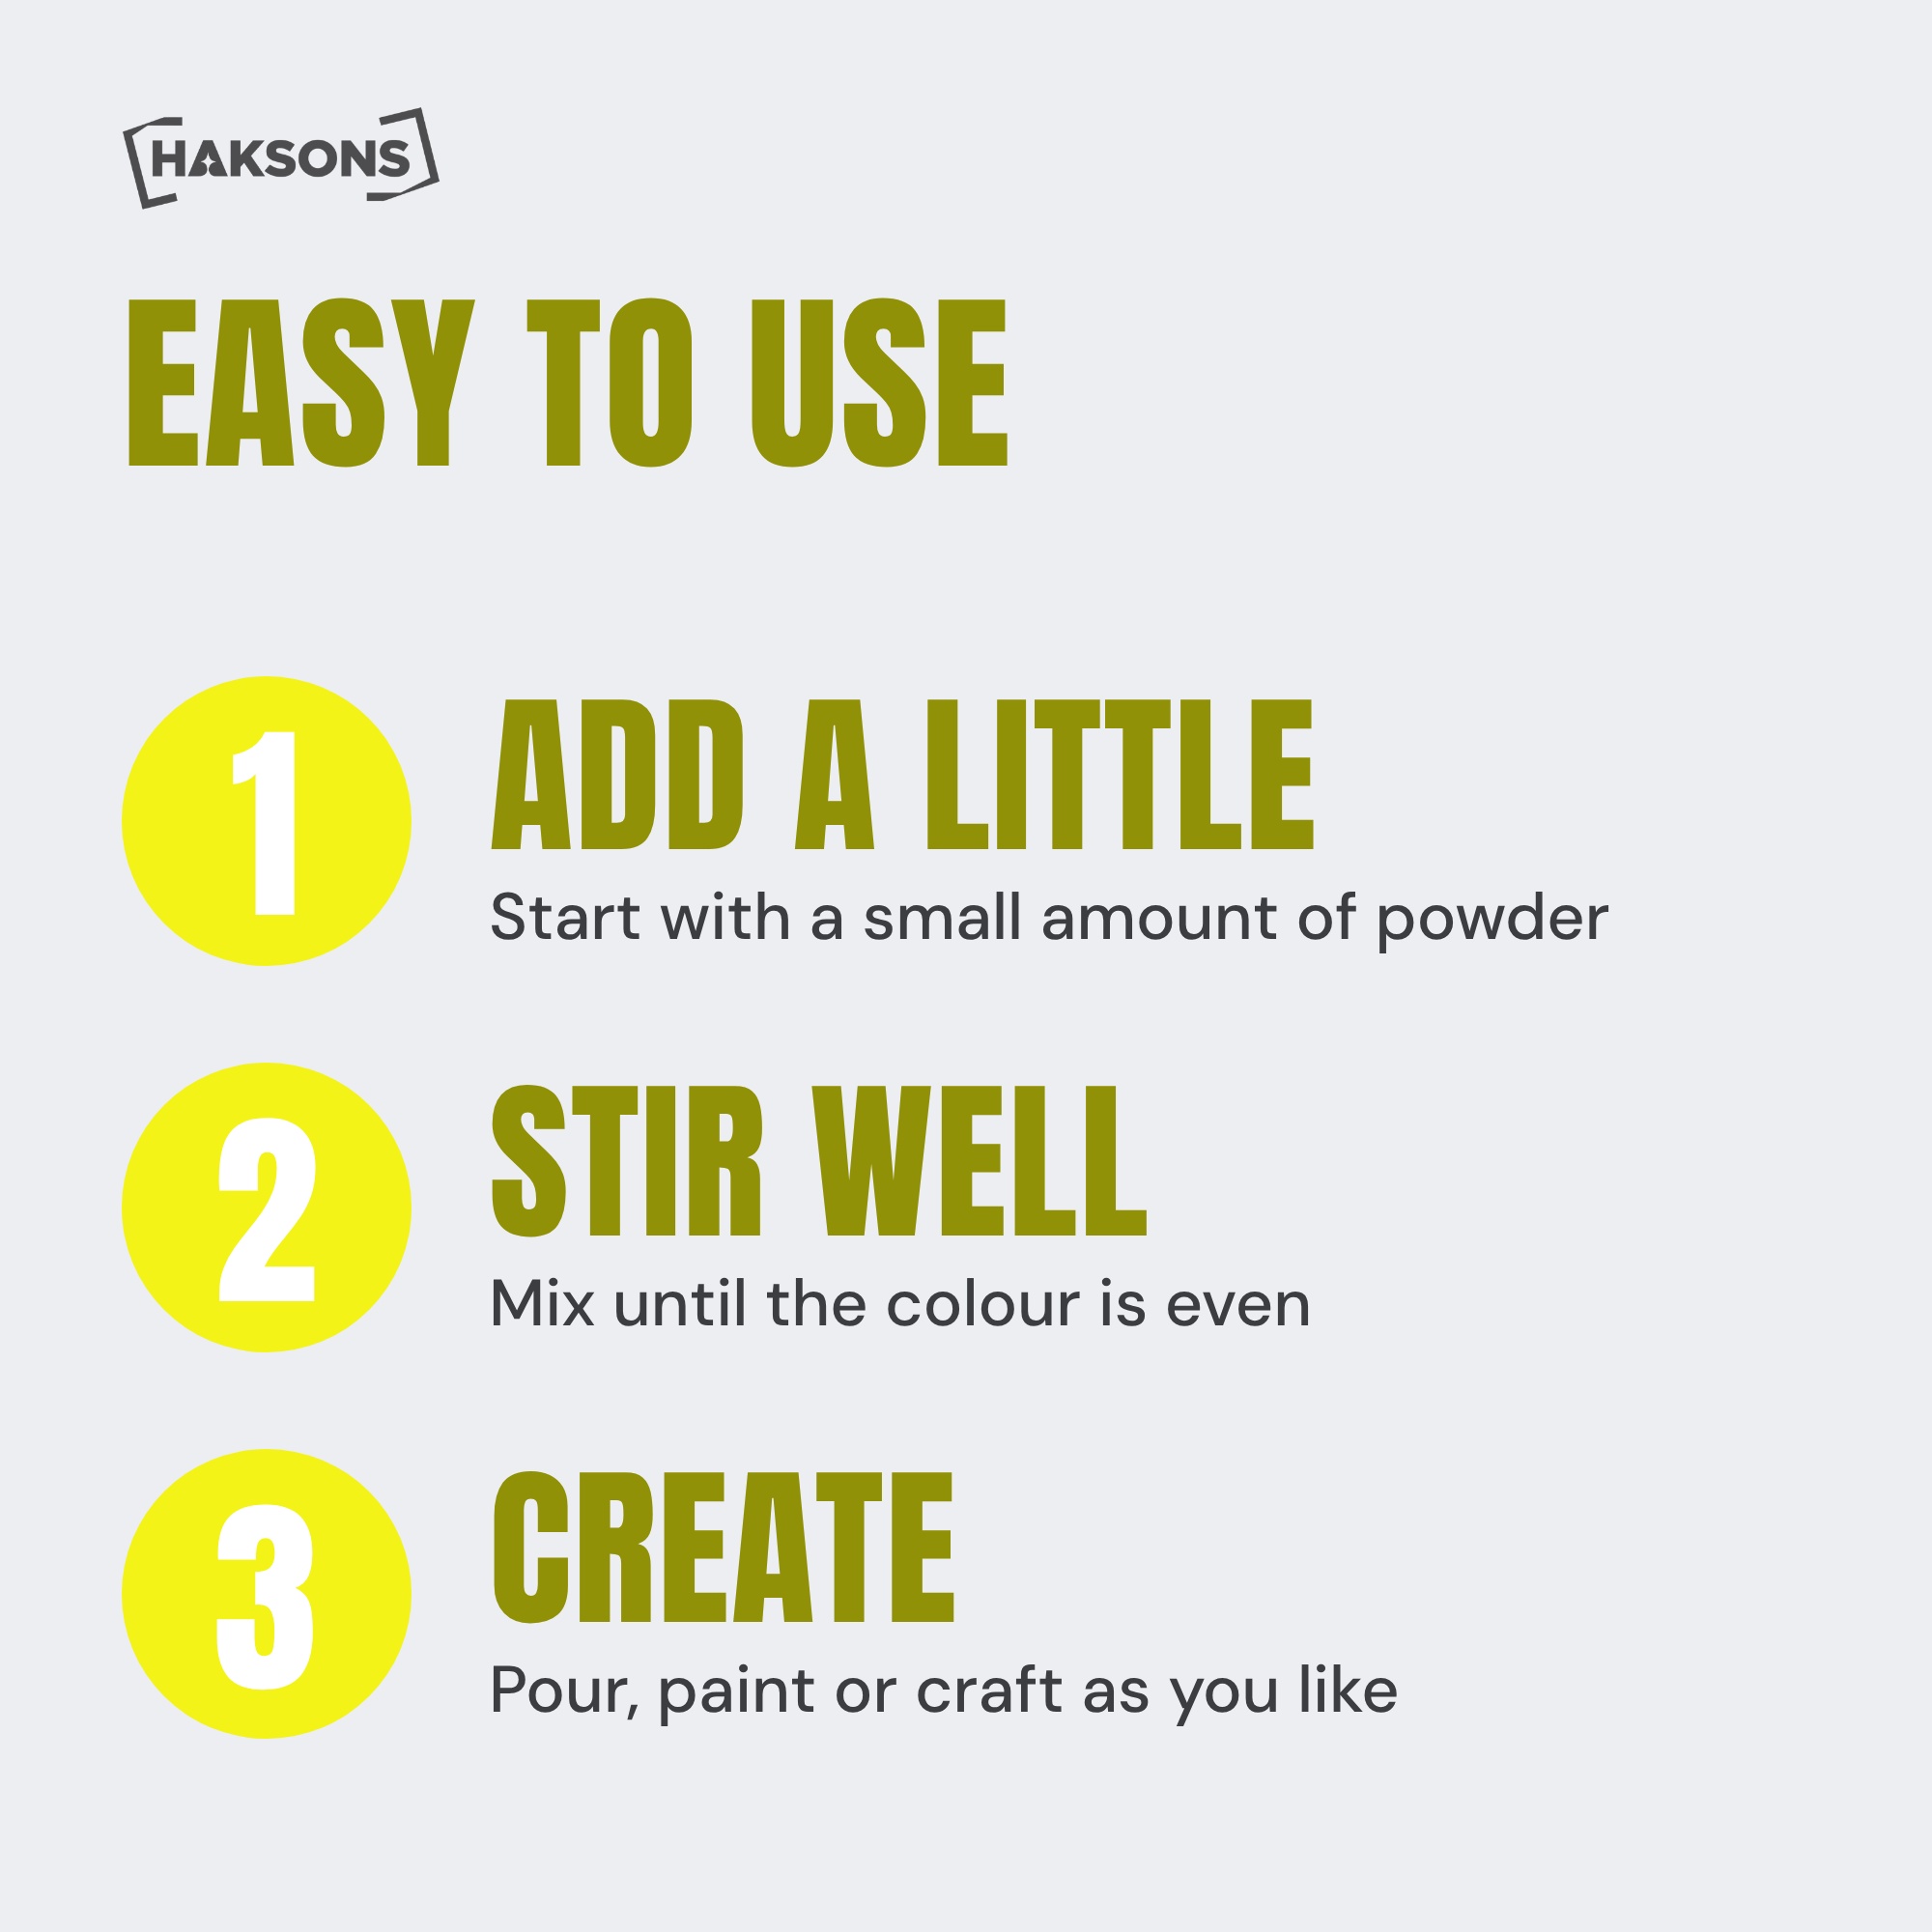 HAKSONS
EASY TO USE
1
ADD A LITTLE
Start with a small amount of powder
2
STIR WELL
Mix until the colour is even
3
CREATE
Pour, paint or craft as you like